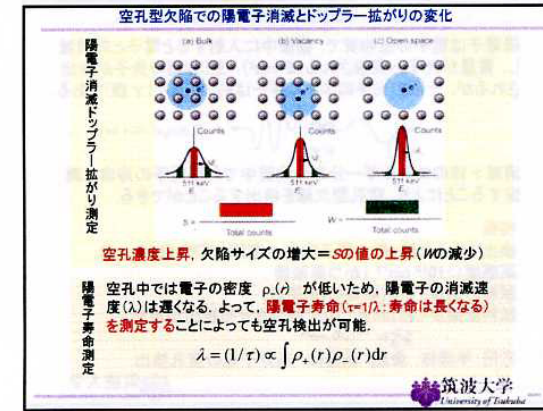 空孔型欠陥での陽電子消滅とドップラー拡がりの変化
陽電子消滅ドップラー拡がり測定
(a) Bulk
(b) Vacancy
(c) Open space
Counts
Counts
Counts
511 keV
511 keV
511 keV
S =
Total counts
W =
Total counts
空孔濃度上昇, 欠陥サイズの増大=Sの値の上昇(Wの減少)
陽電子寿命測定
空孔中では電子の密度 ρ₋(r) が低いため, 陽電子の消滅速
度(λ)は遅くなる. よって, 陽電子寿命(τ=1/λ: 寿命は長くなる)
を測定することによっても空孔検出が可能.
λ = (1/τ) ∝ ∫ρ₊(r)ρ₋(r)dr
筑波大学
University of Tsukuba